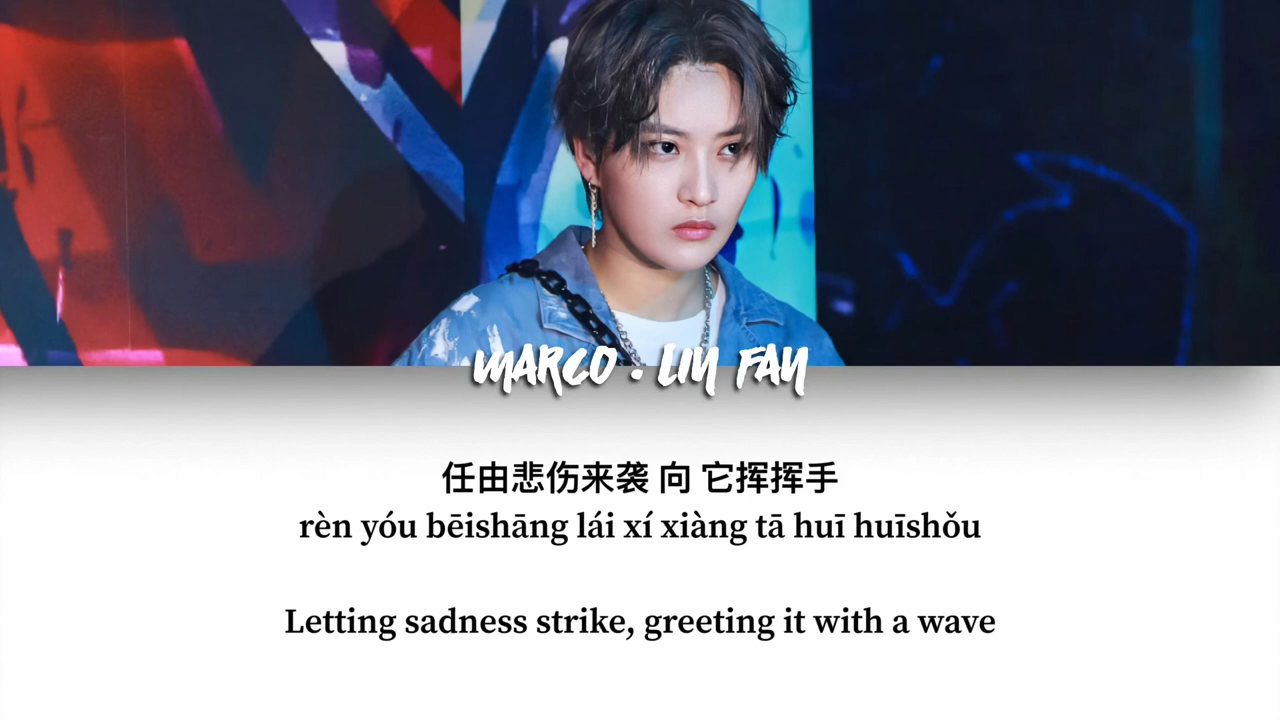 MARCO . LIN FAN
任由悲伤来袭 向 它挥挥手
rèn yóu bēishāng lái xí xiàng tā huī huīshǒu
Letting sadness strike, greeting it with a wave